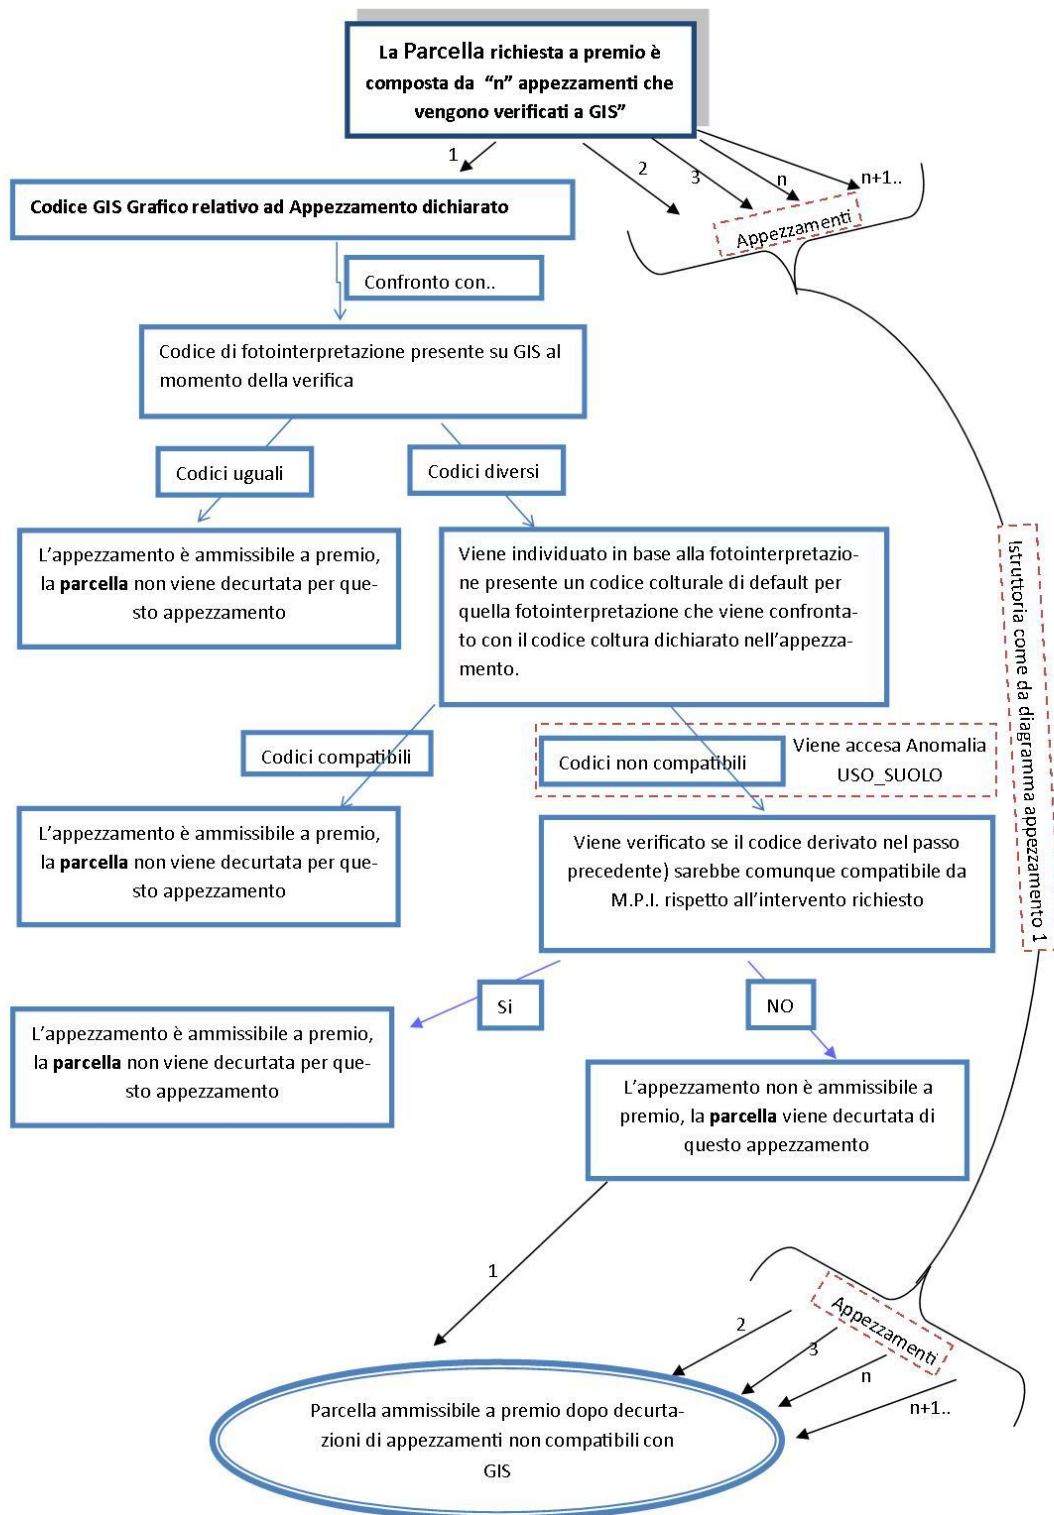 La Parcella richiesta a premio è
composta da “n” appezzamenti che
vengono verificati a GIS”
1
2
3
n
n+1..
Codice GIS Grafico relativo ad Appezzamento dichiarato
Appezzamenti
Confronto con..
Codice di fotointerpretazione presente su GIS al
momento della verifica
Codici uguali
Codici diversi
L’appezzamento è ammissibile a premio,
la parcella non viene decurtata per que-
sto appezzamento
Viene individuato in base alla fotointerpretazio-
ne presente un codice colturale di default per
quella fotointerpretazione che viene confronta-
to con il codice coltura dichiarato nell’appezza-
mento.
Istruttoria come da diagramma appezzamento 1
Codici compatibili
Codici non compatibili
Viene accesa Anomalia
USO_SUOLO
L’appezzamento è ammissibile a premio,
la parcella non viene decurtata per que-
sto appezzamento
Viene verificato se il codice derivato nel passo
precedente) sarebbe comunque compatibile da
M.P.I. rispetto all’intervento richiesto
Si
NO
L’appezzamento è ammissibile a premio,
la parcella non viene decurtata per que-
sto appezzamento
L’appezzamento non è ammissibile a
premio, la parcella viene decurtata di
questo appezzamento
1
Appezzamenti
2
3
n
n+1..
Parcella ammissibile a premio dopo decurta-
zioni di appezzamenti non compatibili con
GIS